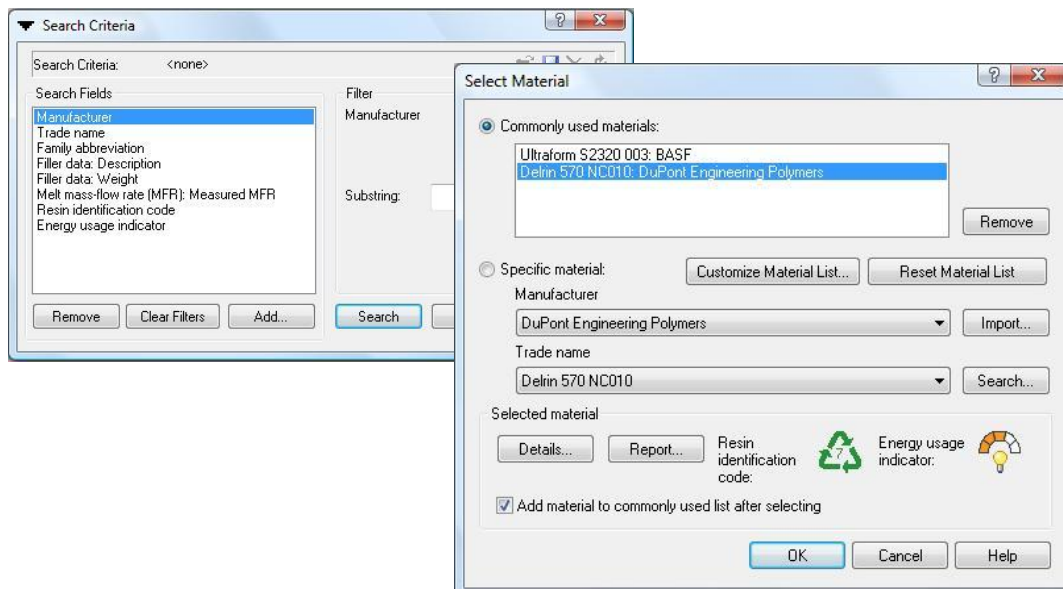 Search Criteria
Search Criteria: <none>
Search Fields
Manufacturer
Trade name
Family abbreviation
Filler data: Description
Filler data: Weight
Melt mass-flow rate (MFR): Measured MFR
Resin identification code
Energy usage indicator
Remove
Clear Filters
Add...
Filter
Manufacturer
Substring:
Search
Select Material
Commonly used materials:
Ultraform S2320 003: BASF
Delrin 570 NC010: DuPont Engineering Polymers
Remove
Specific material:
Customize Material List...
Reset Material List
Manufacturer
DuPont Engineering Polymers
Import...
Trade name
Delrin 570 NC010
Search...
Selected material
Details...
Report...
Resin
identification
code:
7
Energy usage
indicator:
Add material to commonly used list after selecting
OK
Cancel
Help